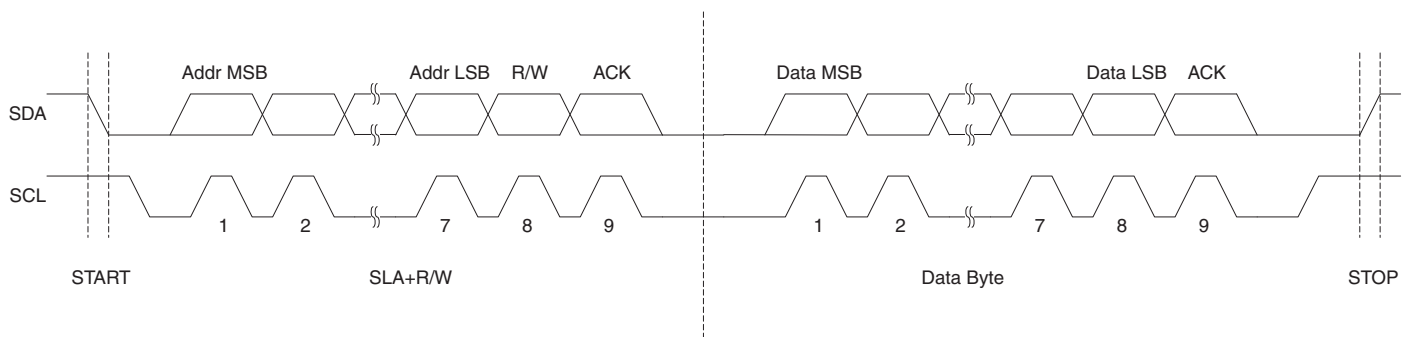 Addr MSB Addr LSB R/W ACK Data MSB Data LSB ACK
SDA
SCL
1 2 7 8 9 1 2 7 8 9
START SLA+R/W Data Byte STOP